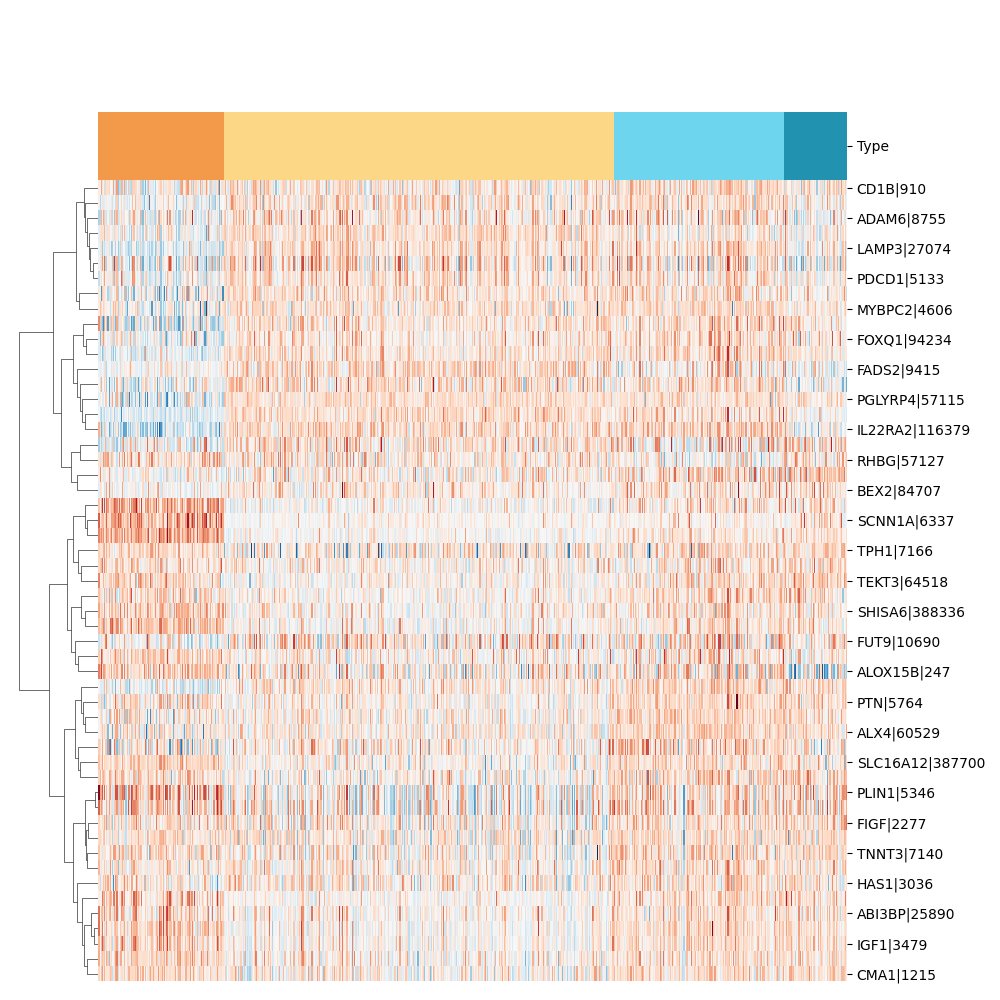 Type
CD1B|910
ADAM6|8755
LAMP3|27074
PDCD1|5133
MYBPC2|4606
FOXQ1|94234
FADS2|9415
PGLYRP4|57115
IL22RA2|116379
RHBG|57127
BEX2|84707
SCNN1A|6337
TPH1|7166
TEKT3|64518
SHISA6|388336
FUT9|10690
ALOX15B|247
PTN|5764
ALX4|60529
SLC16A12|387700
PLIN1|5346
FIGF|2277
TNNT3|7140
HAS1|3036
ABI3BP|25890
IGF1|3479
CMA1|1215